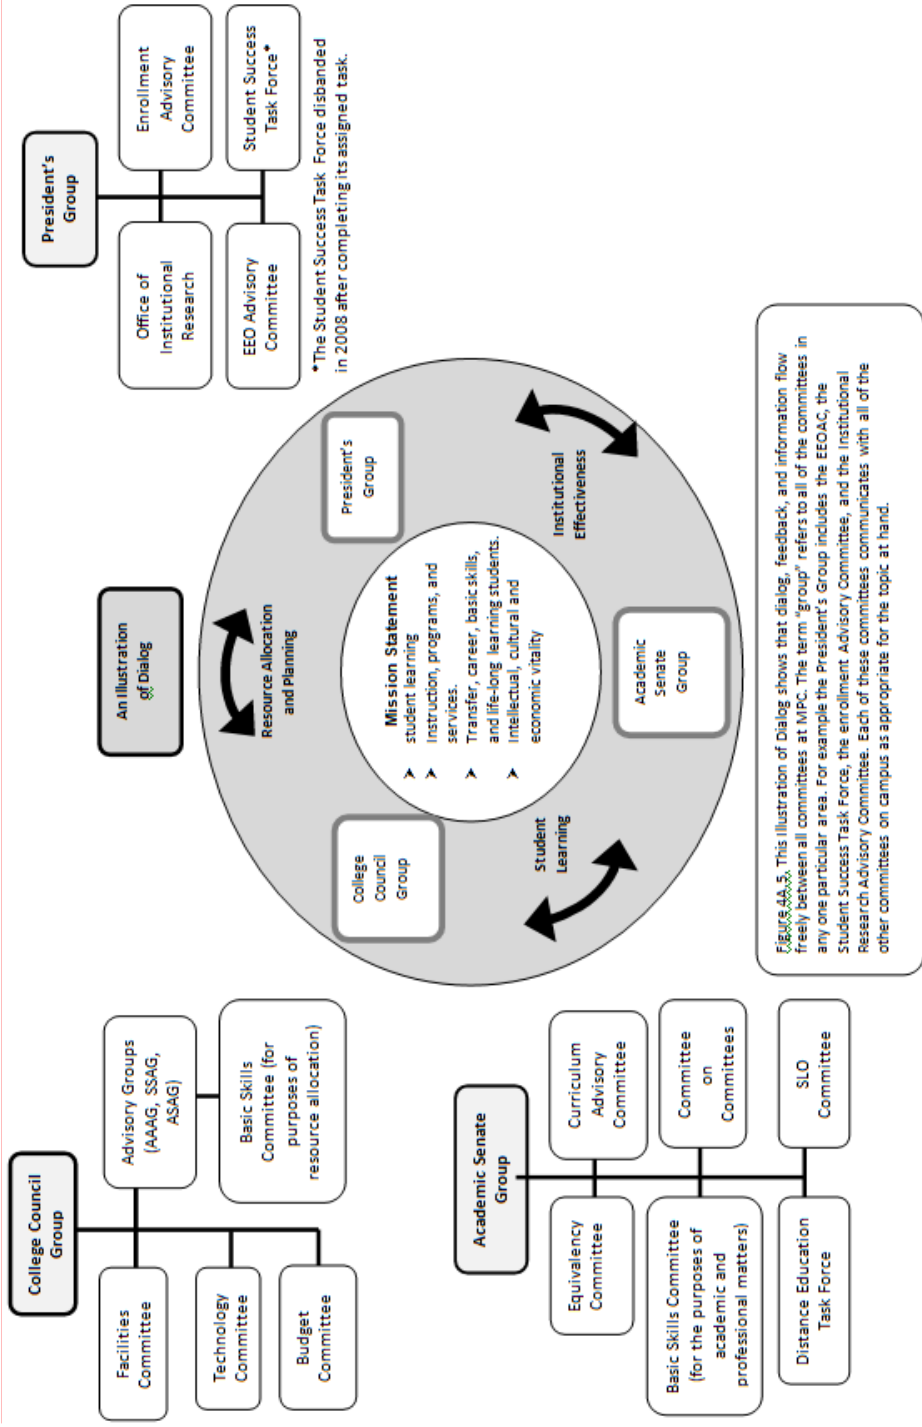 An Illustration
of Dialog
College Council
Group
Facilities
Committee
Advisory Groups
(AAAG, SSAG,
ASAG)
Technology
Committee
Basic Skills
Committee (for
purposes of
resource allocation)
Budget
Committee
President's
Group
Office of
Institutional
Research
Enrollment
Advisory
Committee
EEO Advisory
Committee
Student Success
Task Force*
*The Student Success Task Force disbanded
in 2008 after completing its assigned task.
Resource Allocation
and Planning
College
Council
Group
President's
Group
Mission Statement
student learning
➤ Instruction, programs, and
services.
➤ Transfer, career, basic skills,
and life-long learning students.
➤ Intellectual, cultural and
economic vitality
➤
Student
Learning
Institutional
Effectiveness
Academic
Senate
Group
Academic Senate
Group
Equivalency
Committee
Curriculum
Advisory
Committee
Basic Skills Committee
(for the purposes of
academic and
professional matters)
Committee
on
Committees
Distance Education
Task Force
SLO
Committee
Figure 4A.5. This Illustration of Dialog shows that dialog, feedback, and information flow
freely between all committees at MPC. The term "group" refers to all of the committees in
any one particular area. For example the President's Group includes the EEOAC, the
Student Success Task Force, the enrollment Advisory Committee, and the Institutional
Research Advisory Committee. Each of these committees communicates with all of the
other committees on campus as appropriate for the topic at hand.